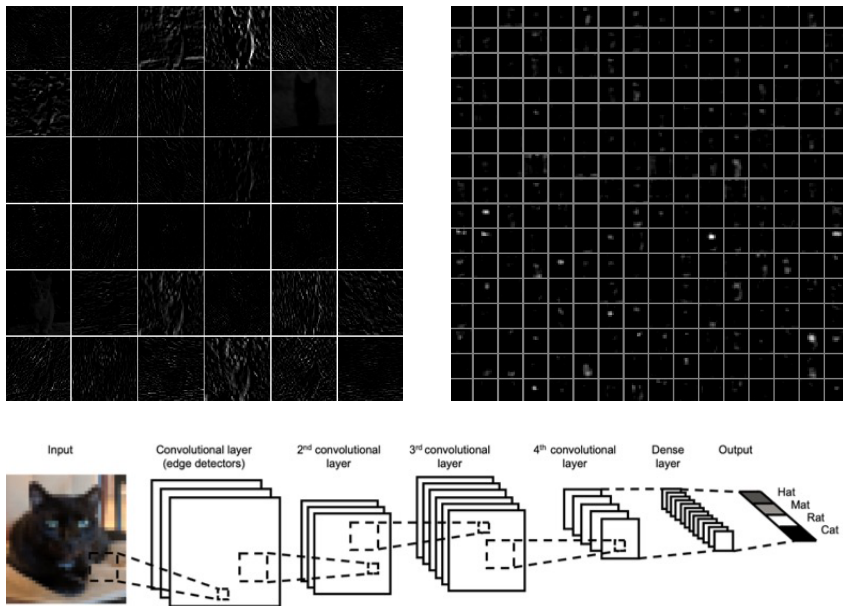 Input
Convolutional layer
(edge detectors)
2nd convolutional
layer
3rd convolutional
layer
4th convolutional
layer
Dense
layer
Output
Hat
Mat
Rat
Cat